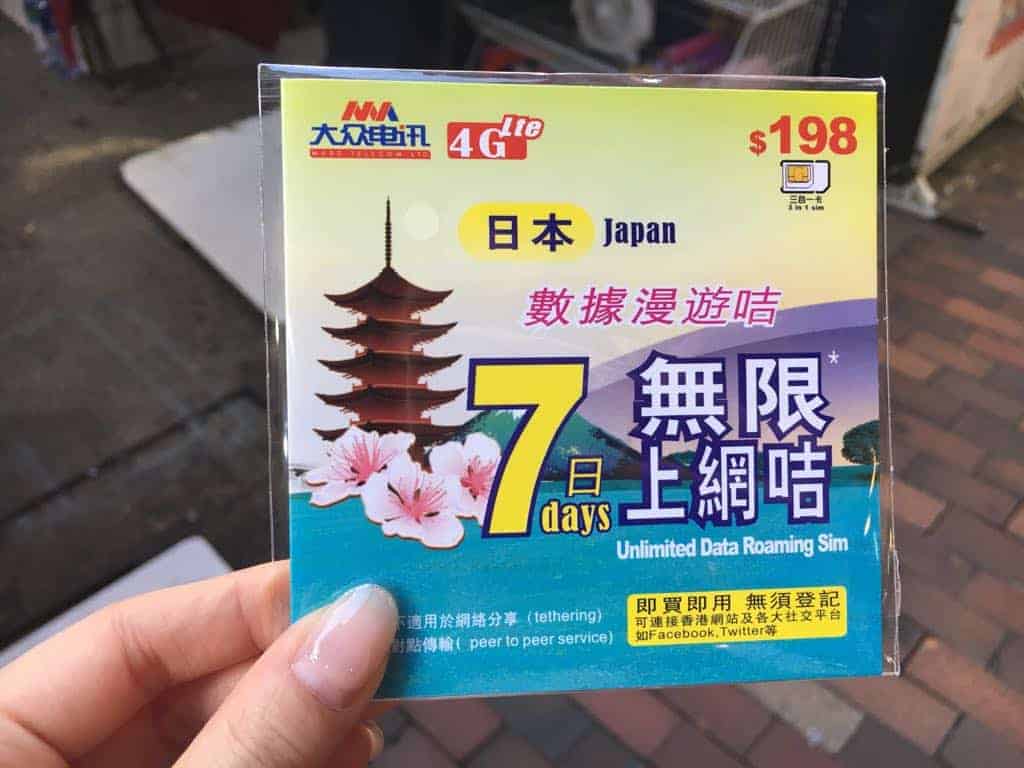 大众电讯
4G Lte
$198
三合一卡
3 in 1 sim
日本 Japan
數據漫遊咭
7日
days
無限*
上網咭
Unlimited Data Roaming Sim
不適用於網絡分享 (tethering)
對點傳輸( peer to peer service)
即買即用 無須登記
可連接香港網站及各大社交平台
如Facebook,Twitter等